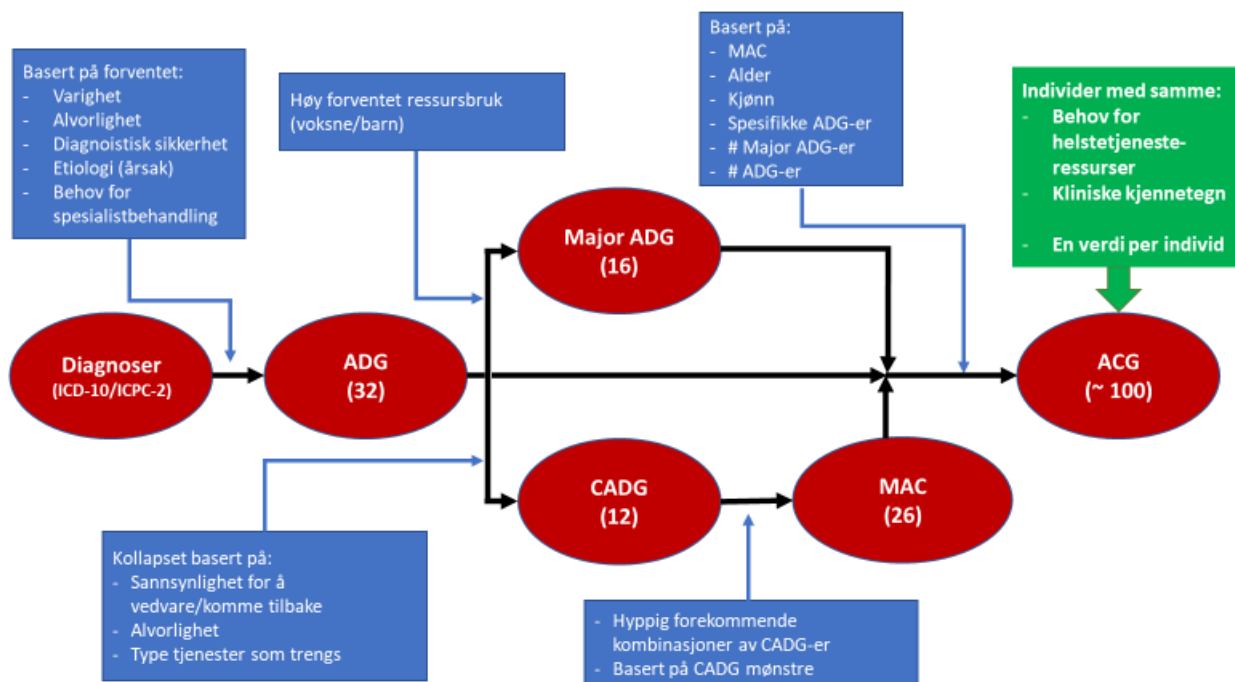 Basert på forventet:
- Varighet
- Alvorlighet
- Diagnoistisk sikkerhet
- Etiologi (årsak)
- Behov for
spesialistbehandling
Høy forventet ressursbruk
(voksne/barn)
Basert på:
- MAC
- Alder
- Kjønn
- Spesifikke ADG-er
- # Major ADG-er
- # ADG-er
Individer med samme:
- Behov for
helstetjeneste-
ressurser
- Kliniske kjennetegn
- En verdi per individ
Major ADG
(16)
Diagnoser
(ICD-10/ICPC-2)
ADG
(32)
ACG
(~ 100)
CADG
(12)
MAC
(26)
Kollapset basert på:
- Sannsynlighet for å
vedvare/komme tilbake
- Alvorlighet
- Type tjenester som trengs
- Hyppig forekommende
kombinasjoner av CADG-er
- Basert på CADG mønstre